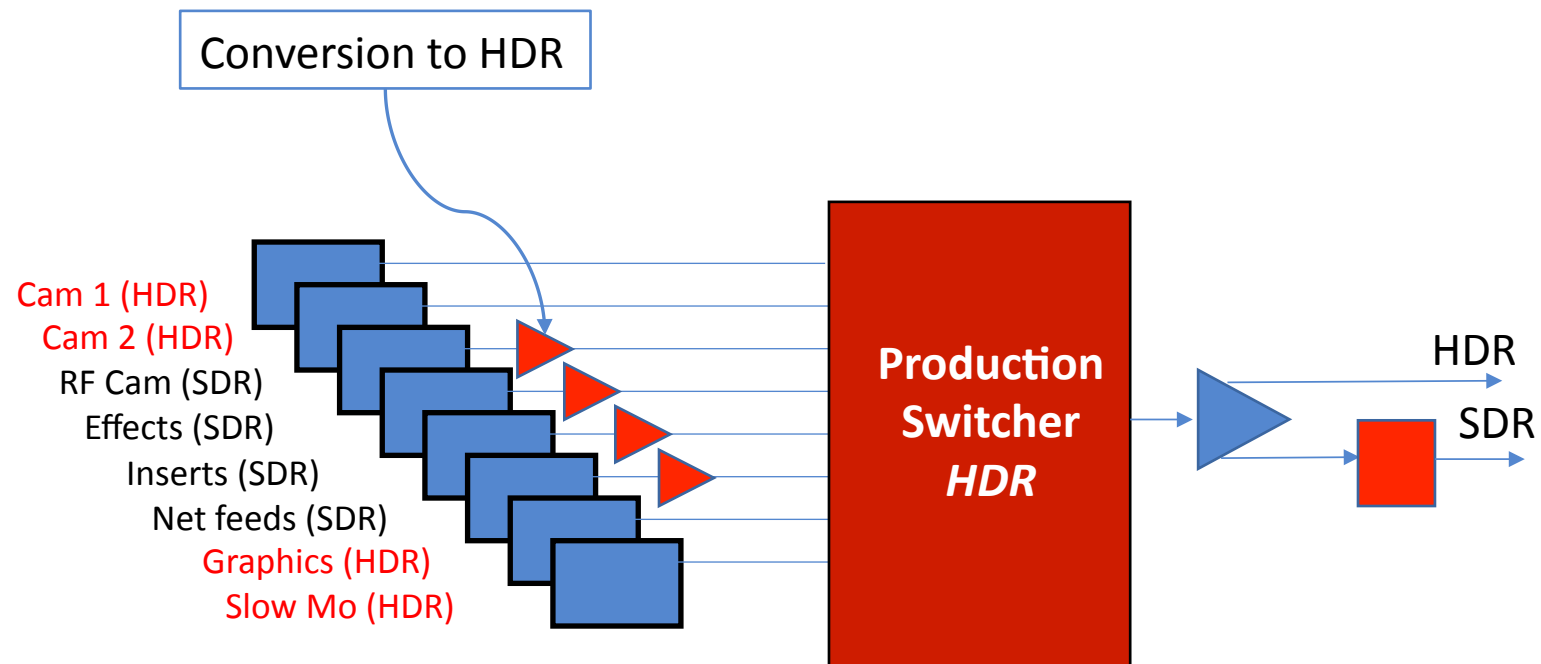 Conversion to HDR
Cam 1 (HDR)
Cam 2 (HDR)
RF Cam (SDR)
Effects (SDR)
Inserts (SDR)
Net feeds (SDR)
Graphics (HDR)
Slow Mo (HDR)
Production
Switcher
HDR
HDR
SDR